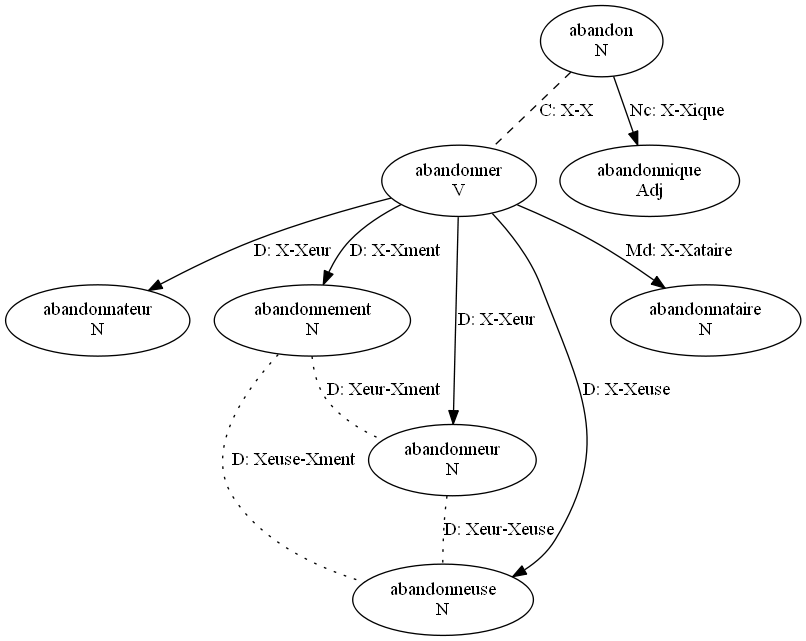 abandon
N
C: X-X
Nc: X-Xique
abandonner
V
abandonnique
Adj
D: X-Xeur
D: X-Xment
Md: X-Xataire
abandonnateur
N
abandonnement
N
D: X-Xeur
abandonnataire
N
D: Xeur-Xment
D: X-Xeuse
abandonneur
N
D: Xeuse-Xment
D: Xeur-Xeuse
abandonneuse
N